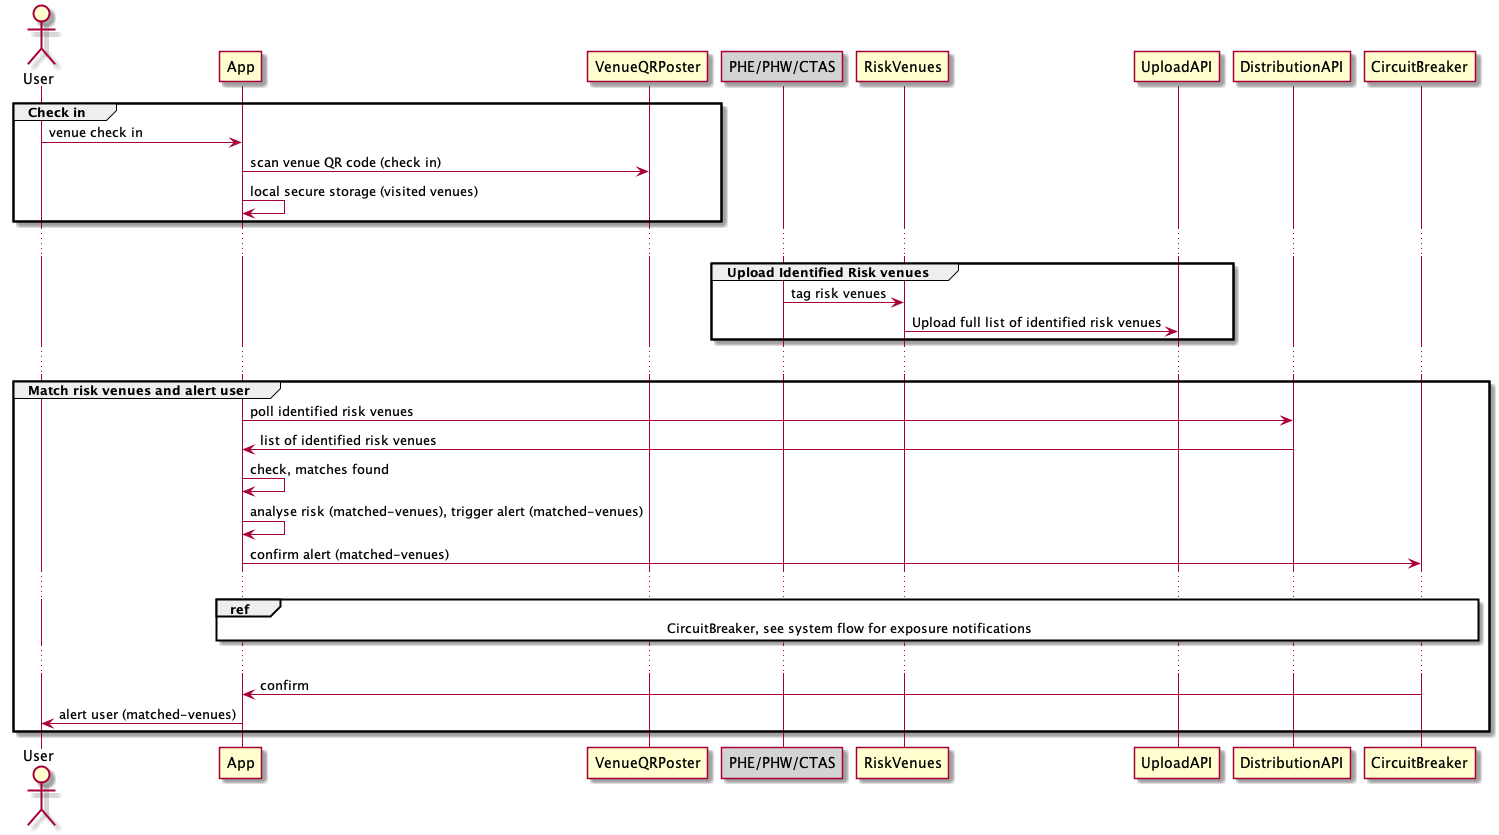 User
App
VenueQRPoster
PHE/PHW/CTAS
RiskVenues
UploadAPI
DistributionAPI
CircuitBreaker
Check in
venue check in
scan venue QR code (check in)
local secure storage (visited venues)
Upload Identified Risk venues
tag risk venues
Upload full list of identified risk venues
Match risk venues and alert user
poll identified risk venues
list of identified risk venues
check, matches found
analyse risk (matched-venues), trigger alert (matched-venues)
confirm alert (matched-venues)
ref
CircuitBreaker, see system flow for exposure notifications
confirm
alert user (matched-venues)
User
App
VenueQRPoster
PHE/PHW/CTAS
RiskVenues
UploadAPI
DistributionAPI
CircuitBreaker